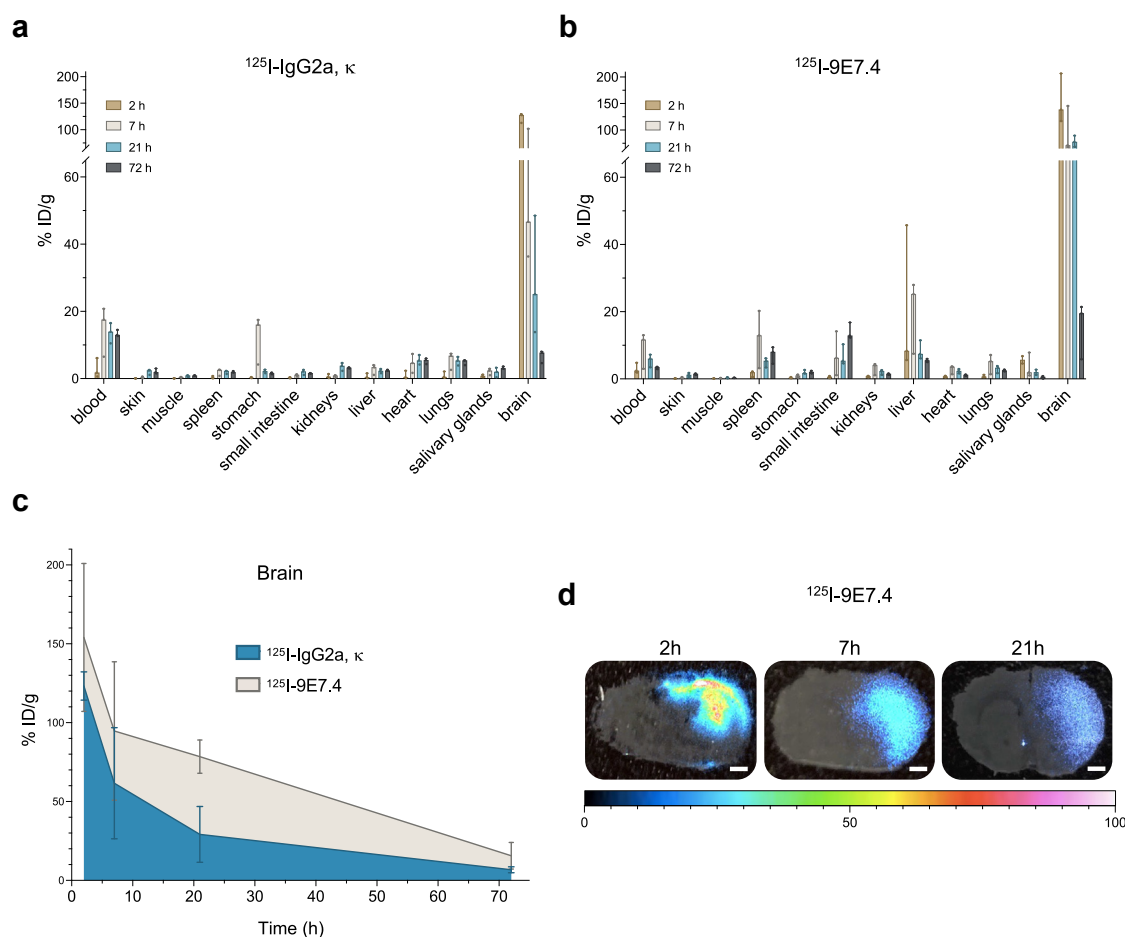 a
¹²⁵I-IgG2a, κ
% ID/g
200
150
100
60
40
20
0
2 h
7 h
21 h
72 h
blood
skin
muscle
spleen
stomach
small intestine
kidneys
liver
heart
lungs
salivary glands
brain
b
¹²⁵I-9E7.4
% ID/g
200
150
100
60
40
20
0
2 h
7 h
21 h
72 h
blood
skin
muscle
spleen
stomach
small intestine
kidneys
liver
heart
lungs
salivary glands
brain
c
Brain
% ID/g
200
150
100
50
0
¹²⁵I-IgG2a, κ
¹²⁵I-9E7.4
0 10 20 30 40 50 60 70
Time (h)
d
¹²⁵I-9E7.4
2h 7h 21h
0 50 100